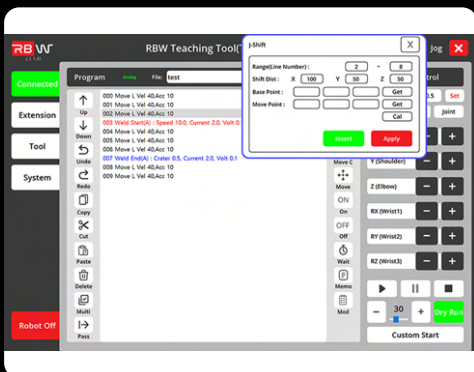 RBW
RBW Teaching Tool(
Jog X
Connected
Extension
Tool
System
Robot Off
Program
Analog
File: test
Up
Down
Undo
Redo
Copy
Cut
Paste
Delete
Multi
Pass
000 Move L Vel 40,Acc 10
001 Move L Vel 40,Acc 10
002 Move L Vel 40,Acc 10
003 Weld Start(A) : Speed 10.0, Current 2.0, Volt 0.
004 Move L Vel 40,Acc 10
005 Move L Vel 40,Acc 10
006 Move L Vel 40,Acc 10
007 Weld End(A) : Crater 0.5, Current 2.0, Volt 0.1
008 Move L Vel 40,Acc 10
009 Move L Vel 40,Acc 10
J-Shift
X
Range(Line Number) : 2 ~ 8
Shift Dist : X 100 Y 50 Z 50
Base Point : Get
Move Point : Get
Cal
Insert Apply
Move C
Move
ON
On
OFF
Off
Wait
Memo
Mod
trol
0.5 Set
Joint
Y (Shoulder) - +
Z (Elbow) - +
RX (Wrist1) - +
RY (Wrist2) - +
RZ (Wrist3) - +
- 30 + Dry Run
Custom Start